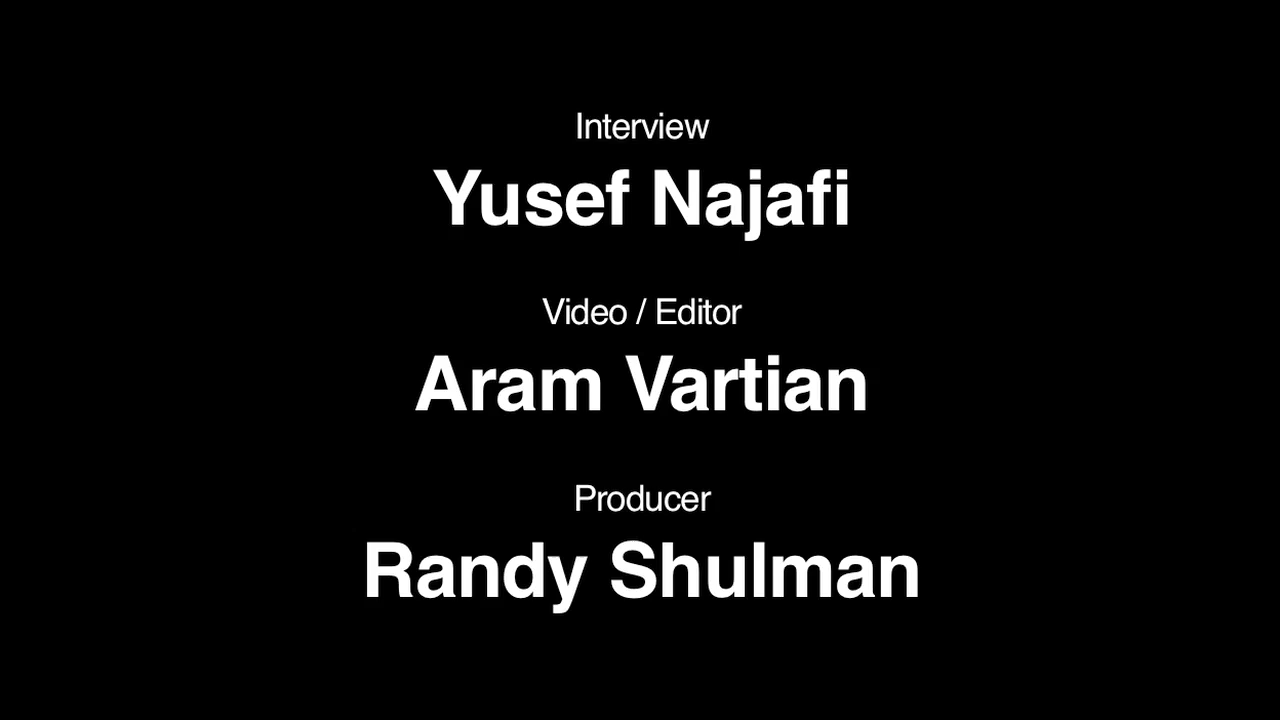 Interview
Yusef Najafi
Video / Editor
Aram Vartian
Producer
Randy Shulman